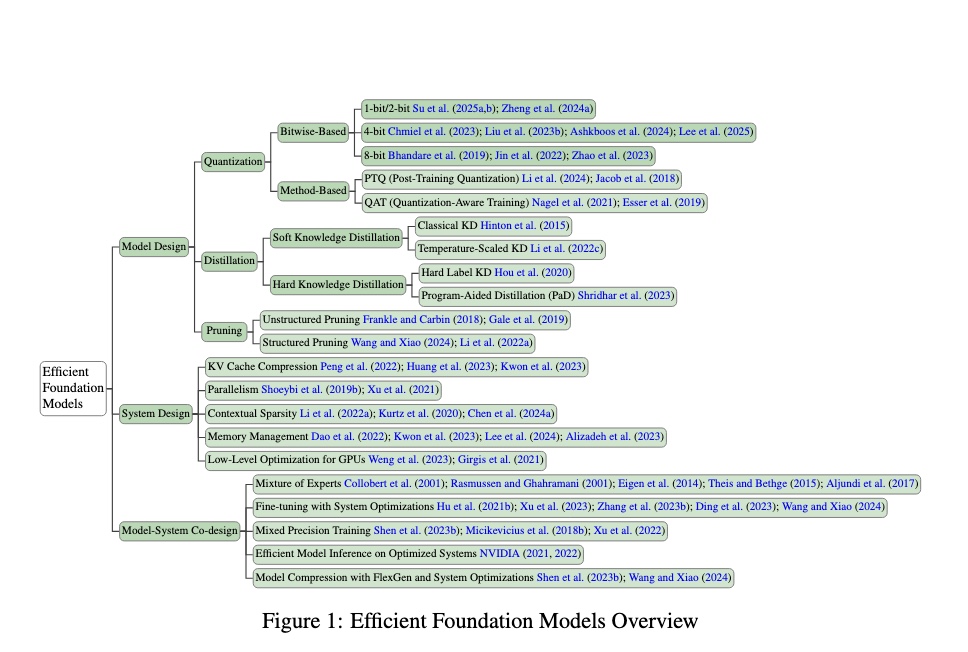 1-bit/2-bit Su et al. (2025a,b); Zheng et al. (2024a)
Bitwise-Based
4-bit Chmiel et al. (2023); Liu et al. (2023b); Ashkboos et al. (2024); Lee et al. (2025)
8-bit Bhandare et al. (2019); Jin et al. (2022); Zhao et al. (2023)
Quantization
PTQ (Post-Training Quantization) Li et al. (2024); Jacob et al. (2018)
Method-Based
QAT (Quantization-Aware Training) Nagel et al. (2021); Esser et al. (2019)
Classical KD Hinton et al. (2015)
Soft Knowledge Distillation
Temperature-Scaled KD Li et al. (2022c)
Model Design
Distillation
Hard Label KD Hou et al. (2020)
Hard Knowledge Distillation
Program-Aided Distillation (PaD) Shridhar et al. (2023)
Unstructured Pruning Frankle and Carbin (2018); Gale et al. (2019)
Pruning
Structured Pruning Wang and Xiao (2024); Li et al. (2022a)
Efficient
Foundation
Models
KV Cache Compression Peng et al. (2022); Huang et al. (2023); Kwon et al. (2023)
Parallelism Shoeybi et al. (2019b); Xu et al. (2021)
System Design
Contextual Sparsity Li et al. (2022a); Kurtz et al. (2020); Chen et al. (2024a)
Memory Management Dao et al. (2022); Kwon et al. (2023); Lee et al. (2024); Alizadeh et al. (2023)
Low-Level Optimization for GPUs Weng et al. (2023); Girgis et al. (2021)
Mixture of Experts Collobert et al. (2001); Rasmussen and Ghahramani (2001); Eigen et al. (2014); Theis and Bethge (2015); Aljundi et al. (2017)
Fine-tuning with System Optimizations Hu et al. (2021b); Xu et al. (2023); Zhang et al. (2023b); Ding et al. (2023); Wang and Xiao (2024)
Model-System Co-design
Mixed Precision Training Shen et al. (2023b); Micikevicius et al. (2018b); Xu et al. (2022)
Efficient Model Inference on Optimized Systems NVIDIA (2021, 2022)
Model Compression with FlexGen and System Optimizations Shen et al. (2023b); Wang and Xiao (2024)
Figure 1: Efficient Foundation Models Overview